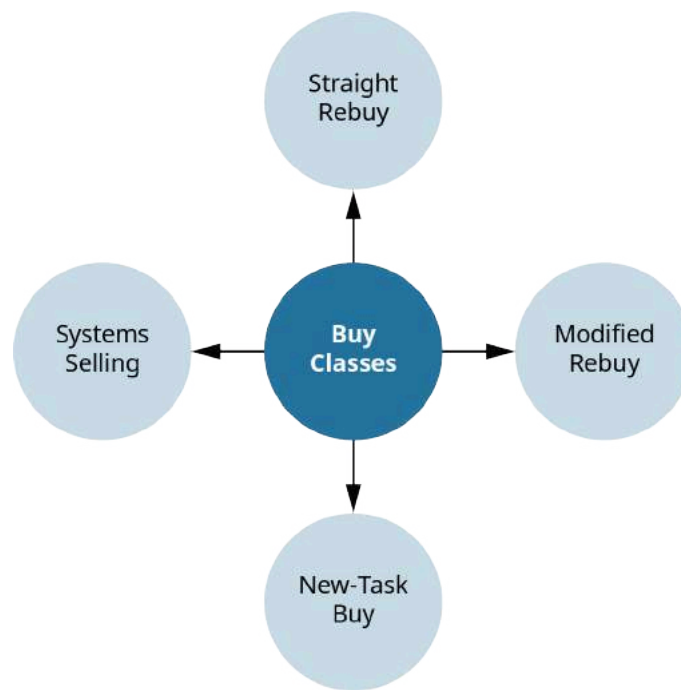 Straight
Rebuy
Systems
Selling
Buy
Classes
Modified
Rebuy
New-Task
Buy